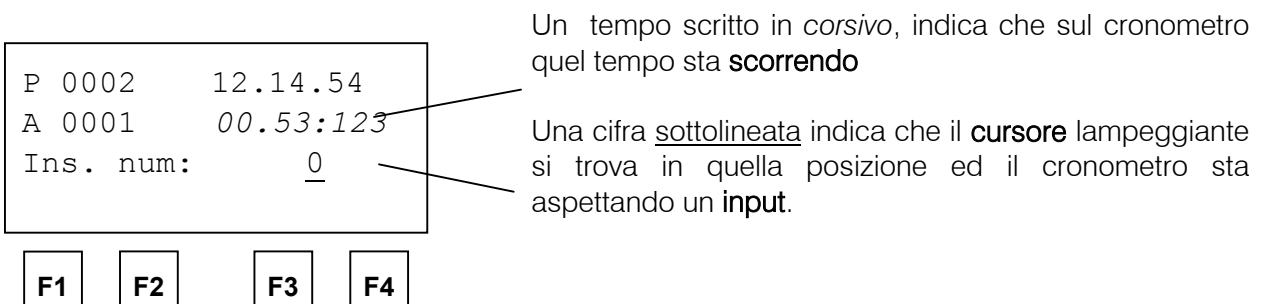 Un tempo scritto in corsivo, indica che sul cronometro
quel tempo sta scorrendo
P 0002 12.14.54
A 0001 00.53:123
Ins. num: 0
Una cifra sottolineata indica che il cursore lampeggiante
si trova in quella posizione ed il cronometro sta
aspettando un input.
F1 F2 F3 F4